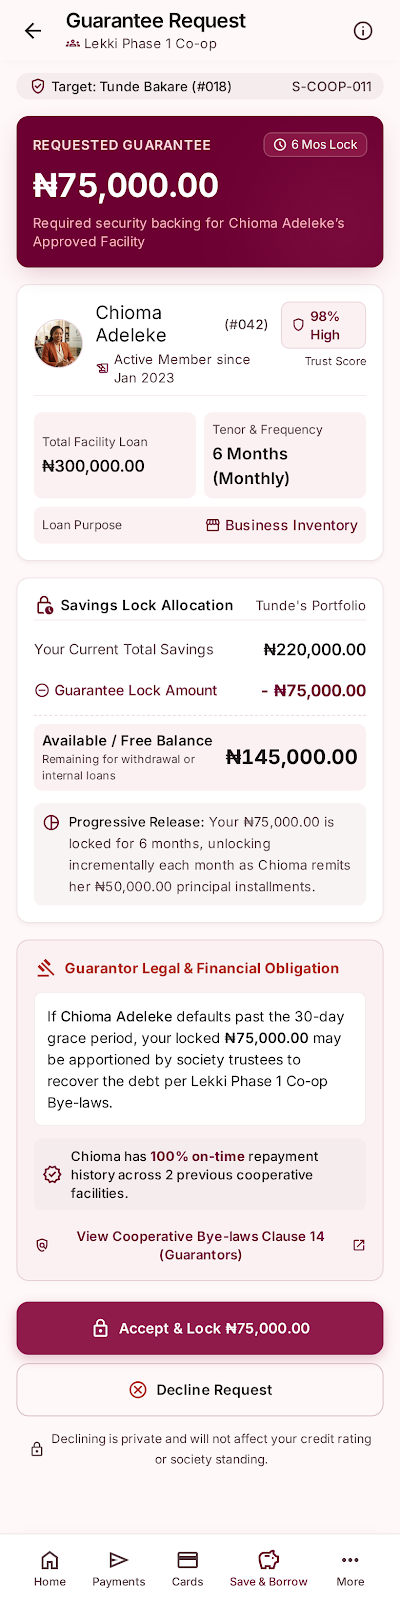 Guarantee Request
Lekki Phase 1 Co-op
Target: Tunde Bakare (#018) S-COOP-011
REQUESTED GUARANTEE 6 Mos Lock
₦75,000.00
Required security backing for Chioma Adeleke's
Approved Facility
Chioma
Adeleke
(#042)
98%
High
Active Member since
Jan 2023
Trust Score
Total Facility Loan
₦300,000.00
Tenor & Frequency
6 Months
(Monthly)
Loan Purpose Business Inventory
Savings Lock Allocation Tunde's Portfolio
Your Current Total Savings ₦220,000.00
Guarantee Lock Amount - ₦75,000.00
Available / Free Balance
Remaining for withdrawal or
internal loans
₦145,000.00
Progressive Release: Your ₦75,000.00 is
locked for 6 months, unlocking
incrementally each month as Chioma remits
her ₦50,000.00 principal installments.
Guarantor Legal & Financial Obligation
If Chioma Adeleke defaults past the 30-day
grace period, your locked ₦75,000.00 may
be apportioned by society trustees to
recover the debt per Lekki Phase 1 Co-op
Bye-laws.
Chioma has 100% on-time repayment
history across 2 previous cooperative
facilities.
View Cooperative Bye-laws Clause 14
(Guarantors)
Accept & Lock ₦75,000.00
Decline Request
Declining is private and will not affect your credit rating
or society standing.
Home Payments Cards Save & Borrow More